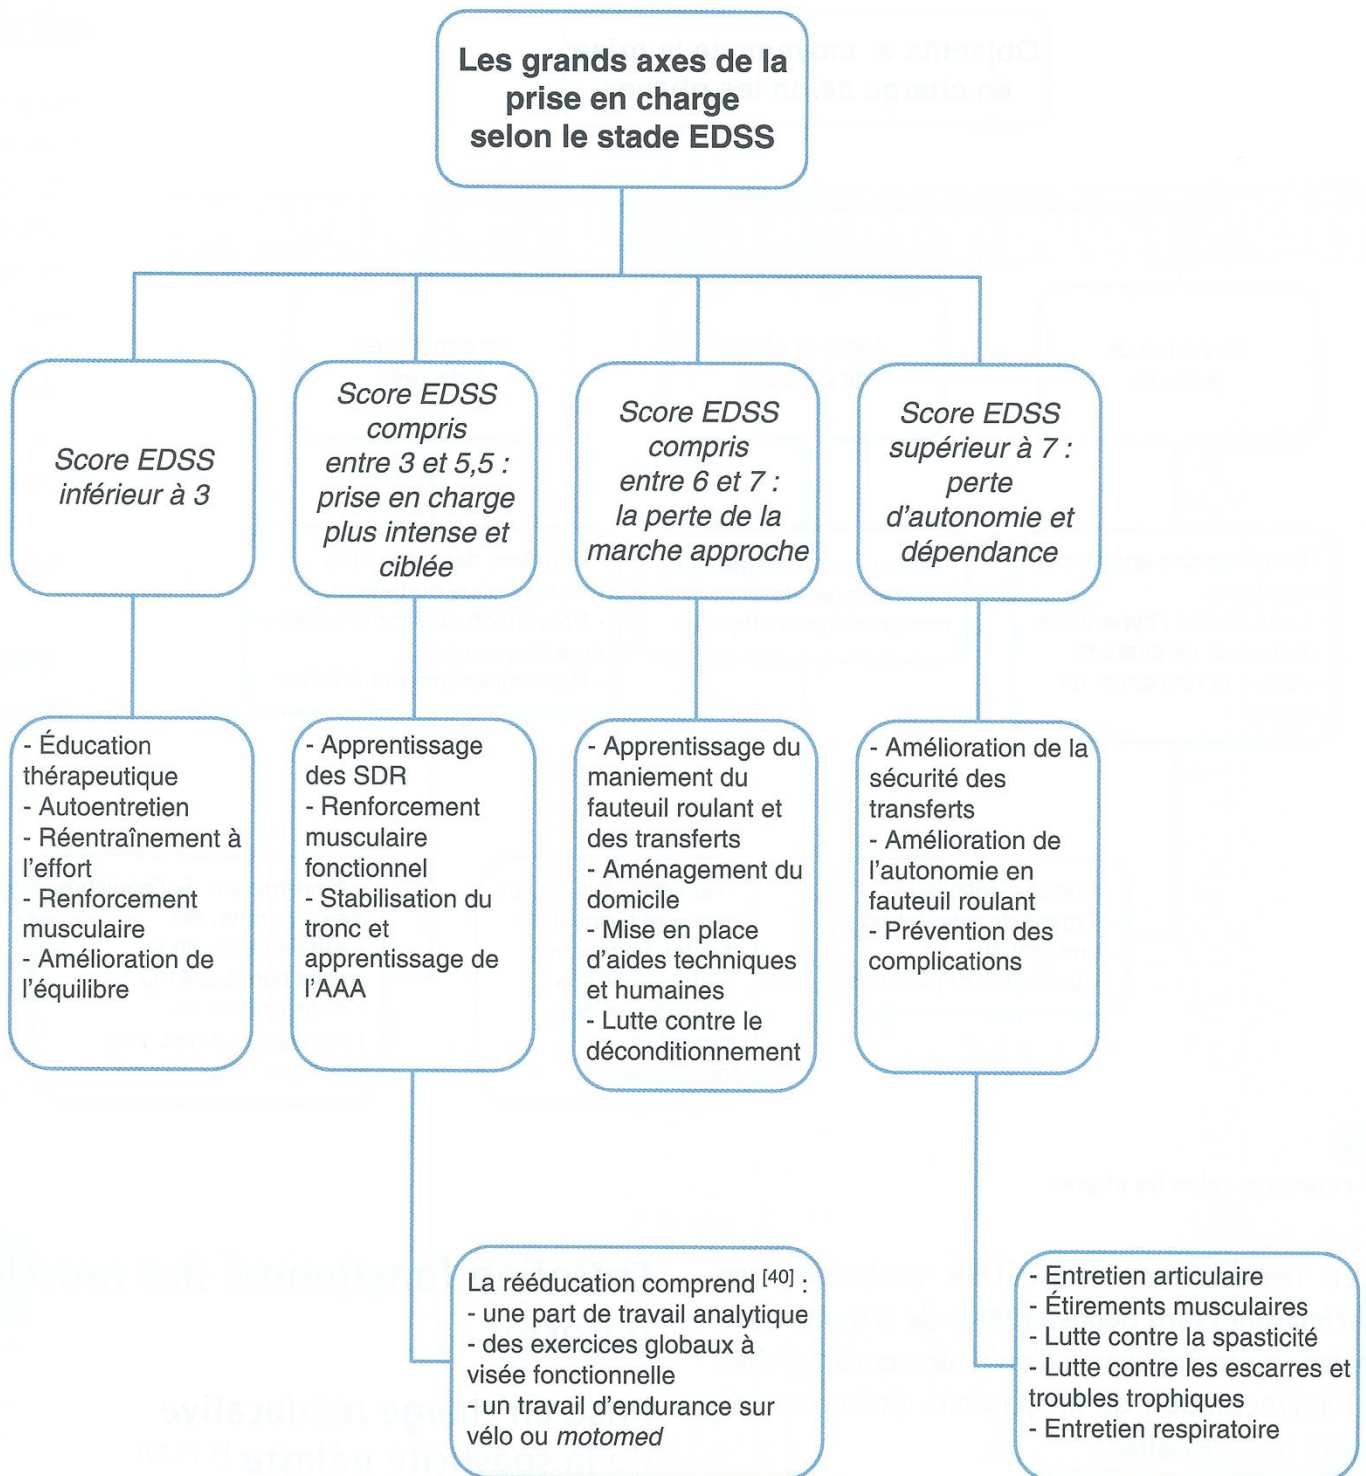 Les grands axes de la
prise en charge
selon le stade EDSS
Score EDSS
inférieur à 3
Score EDSS
compris
entre 3 et 5,5 :
prise en charge
plus intense et
ciblée
Score EDSS
compris
entre 6 et 7 :
la perte de la
marche approche
Score EDSS
supérieur à 7 :
perte
d'autonomie et
dépendance
- Éducation
thérapeutique
- Autoentretien
- Réentraînement à
l'effort
- Renforcement
musculaire
- Amélioration de
l'équilibre
- Apprentissage
des SDR
- Renforcement
musculaire
fonctionnel
- Stabilisation du
tronc et
apprentissage de
l'AAA
- Apprentissage du
maniement du
fauteuil roulant et
des transferts
- Aménagement du
domicile
- Mise en place
d'aides techniques
et humaines
- Lutte contre le
déconditionnement
- Amélioration de la
sécurité des
transferts
- Amélioration de
l'autonomie en
fauteuil roulant
- Prévention des
complications
La rééducation comprend [40] :
- une part de travail analytique
- des exercices globaux à
visée fonctionnelle
- un travail d'endurance sur
vélo ou motomed
- Entretien articulaire
- Étirements musculaires
- Lutte contre la spasticité
- Lutte contre les escarres et
troubles trophiques
- Entretien respiratoire